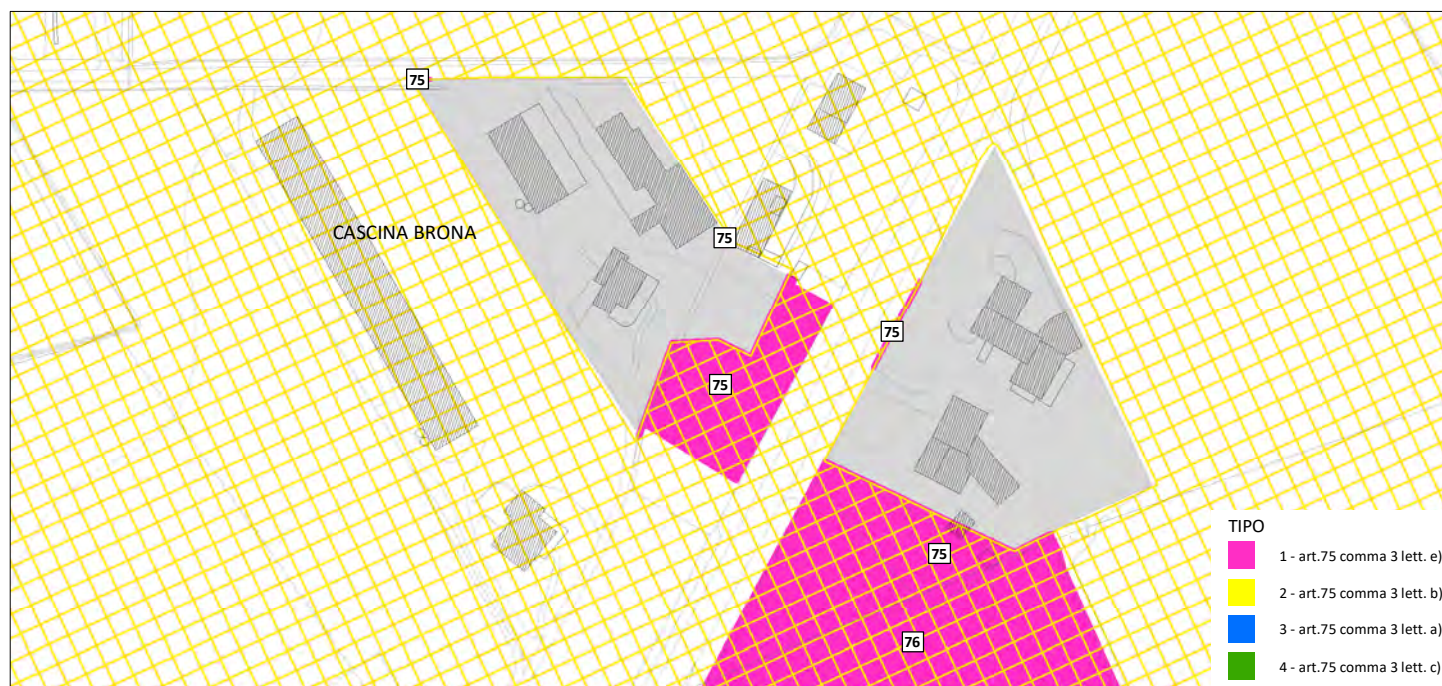 75
CASCINA BRONA
75
75
75
75
76
TIPO
1 - art.75 comma 3 lett. e)
2 - art.75 comma 3 lett. b)
3 - art.75 comma 3 lett. a)
4 - art.75 comma 3 lett. c)